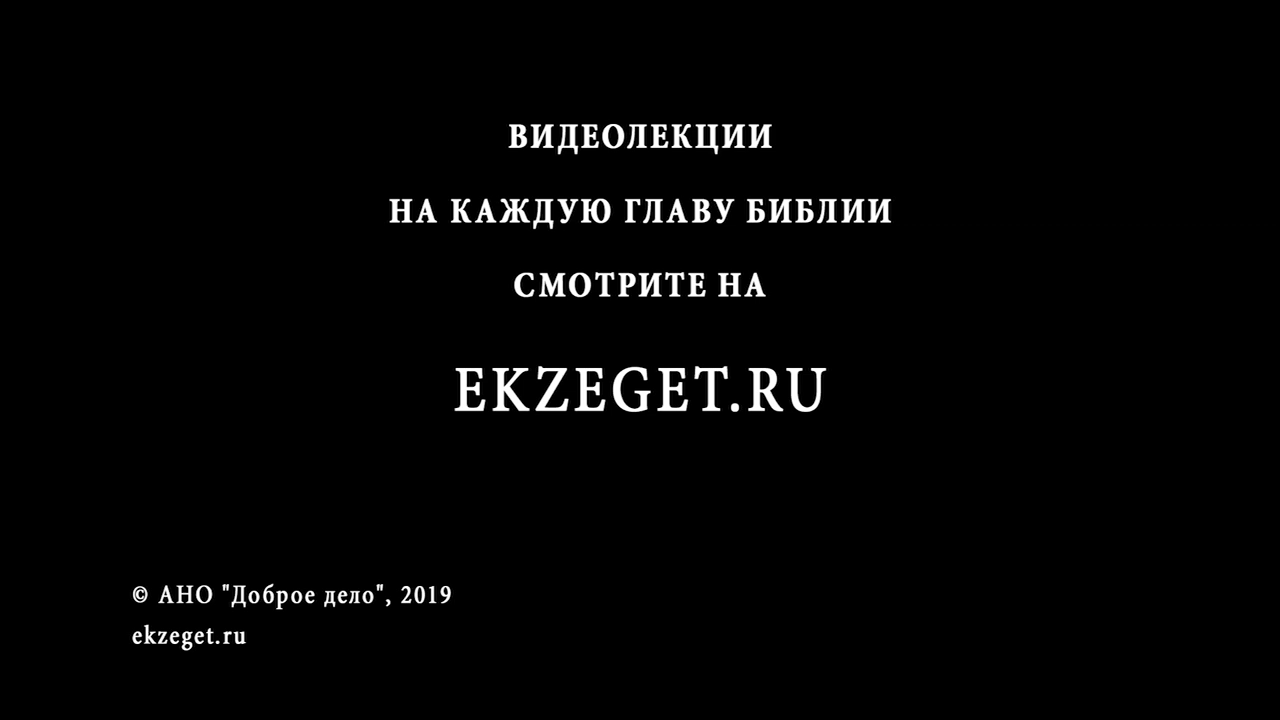 ВИДЕОЛЕКЦИИ
НА КАЖДУЮ ГЛАВУ БИБЛИИ
СМОТРИТЕ НА
EKZEGET.RU
© АНО "Доброе дело", 2019
ekzeget.ru